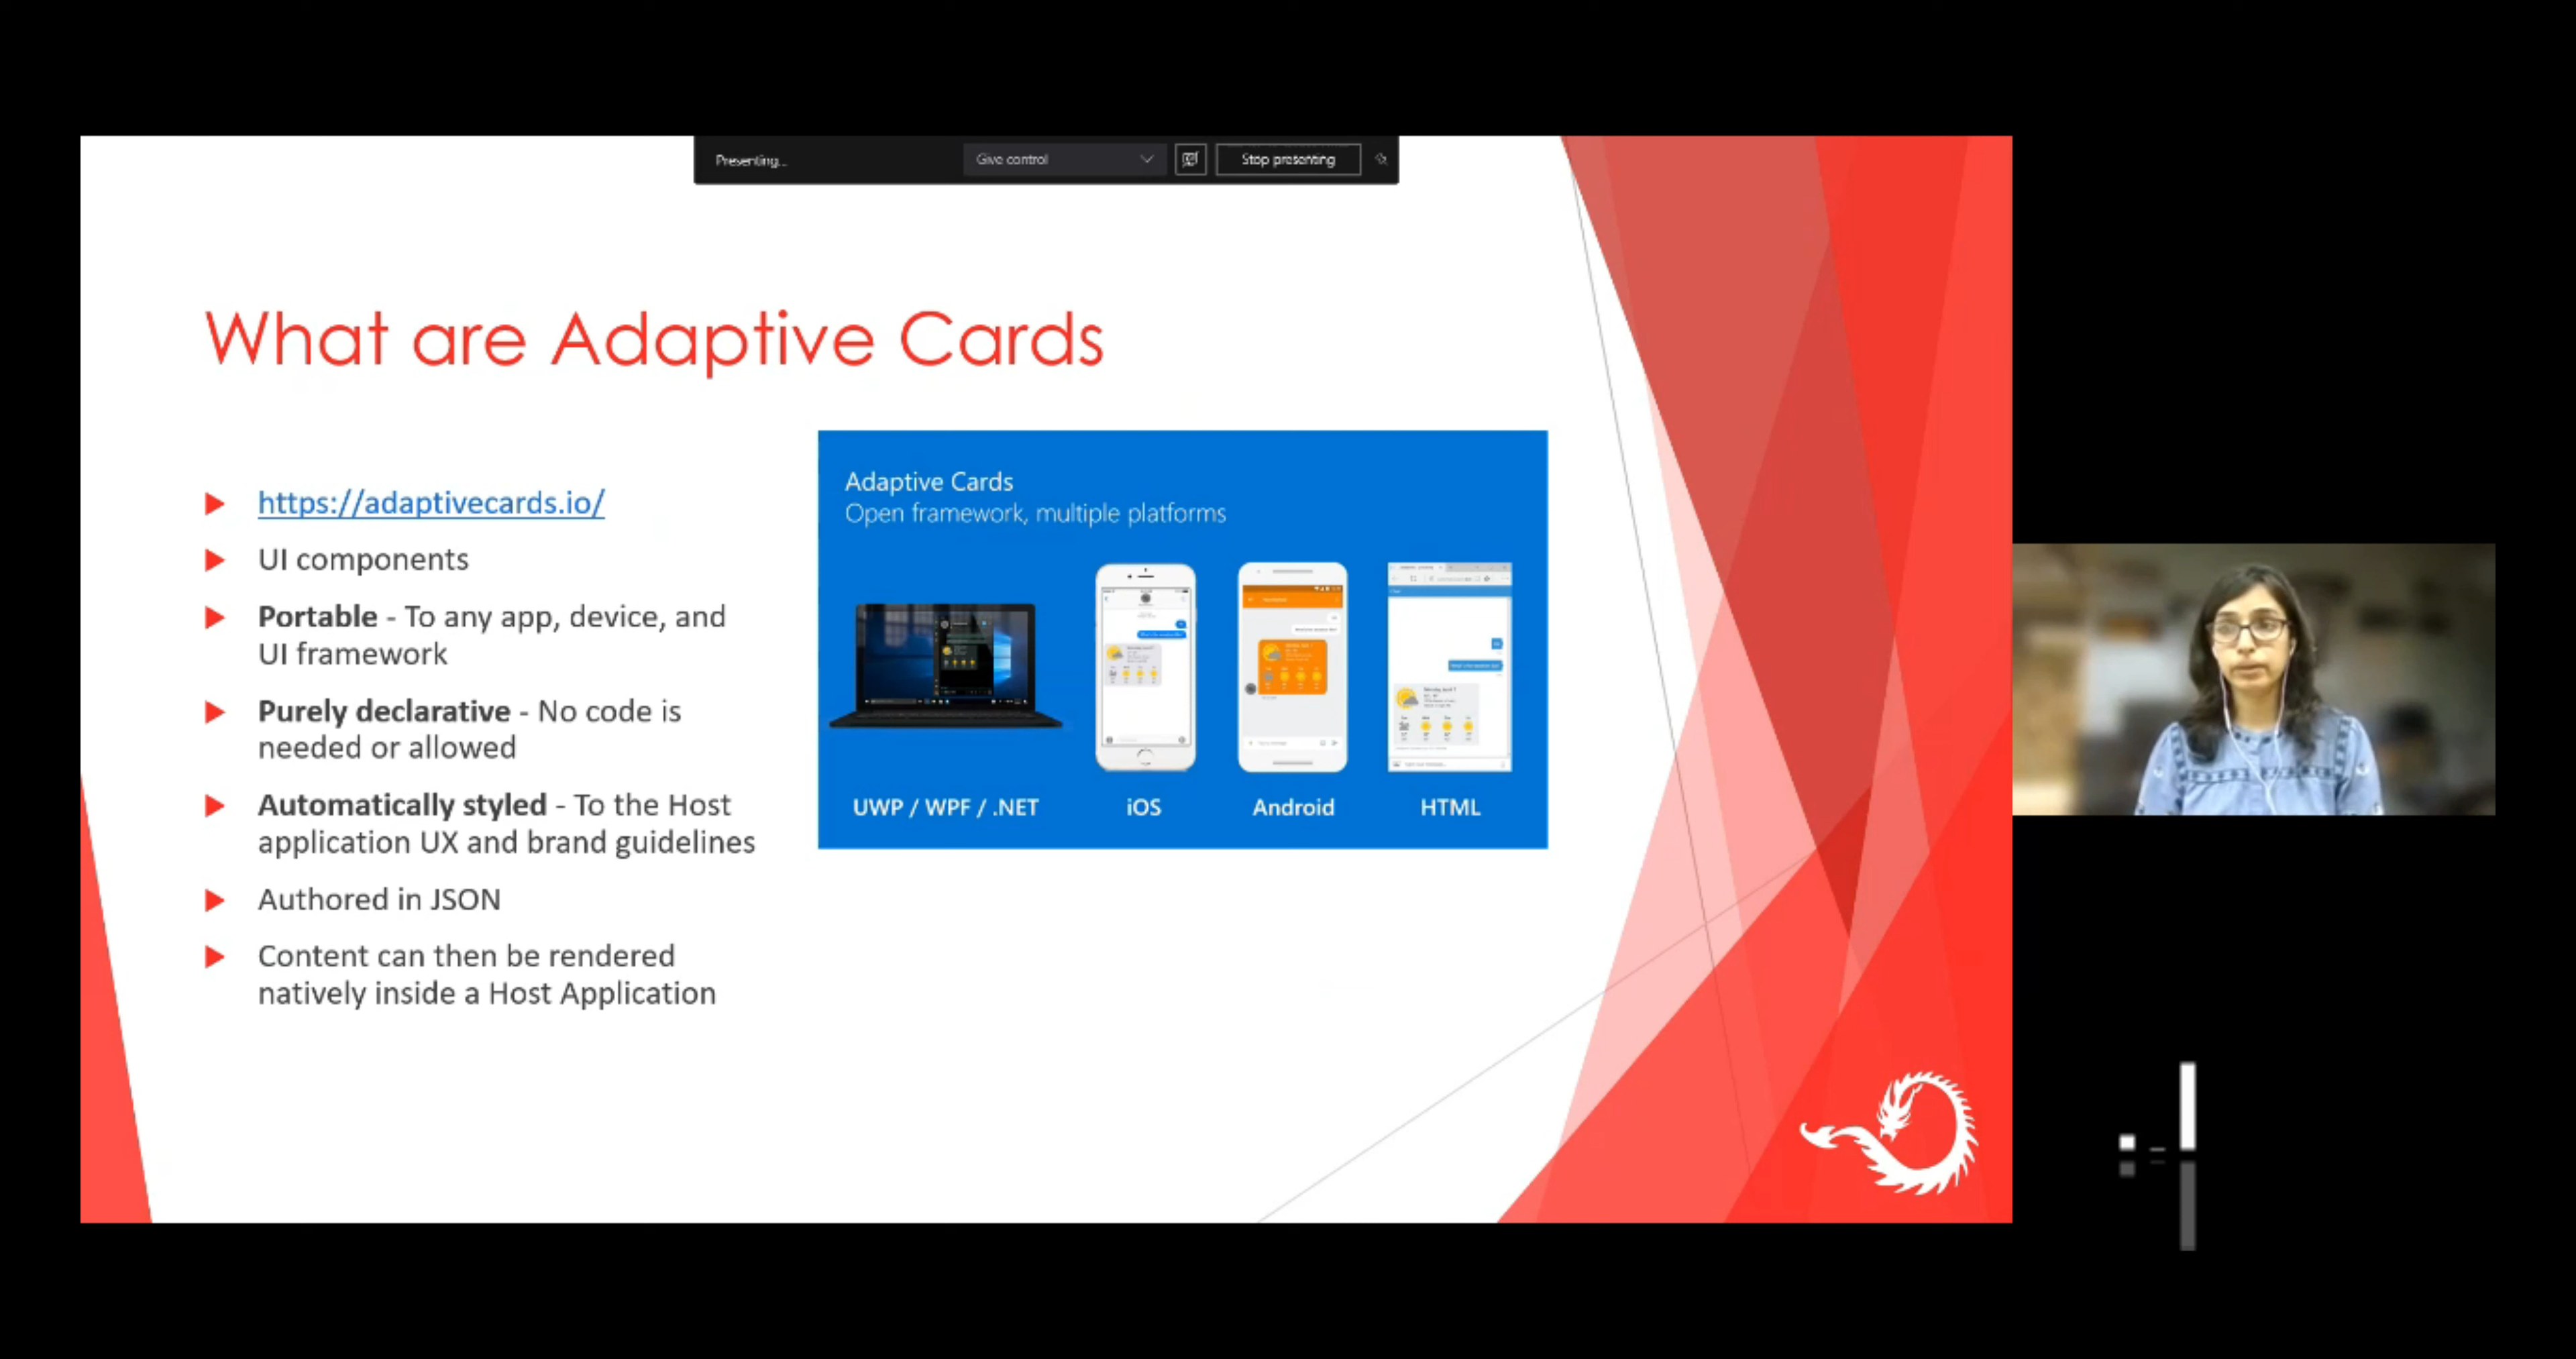 Presenting...
Give control
Stop presenting
What are Adaptive Cards
https://adaptivecards.io/
UI components
Portable - To any app, device, and
UI framework
Purely declarative - No code is
needed or allowed
Automatically styled - To the Host
application UX and brand guidelines
Authored in JSON
Content can then be rendered
natively inside a Host Application
Adaptive Cards
Open framework, multiple platforms
UWP / WPF / .NET
iOS
Android
HTML